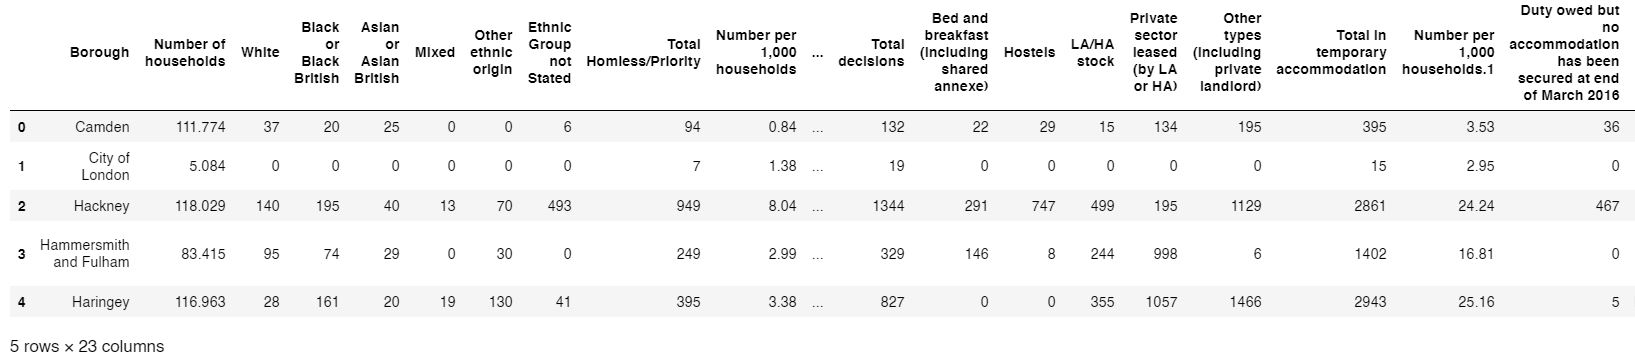 Borough
Number of
households
White
Black
or
Black
British
Asian
or
Asian
British
Mixed
Other
ethnic
origin
Ethnic
Group
not
Stated
Total
Homless/Priority
Number per
1,000
households
...
Total
decisions
Bed and
breakfast
(including
shared
annexe)
Hostels
LA/HA
stock
Private
sector
leased
(by LA
or HA)
Other
types
(including
private
landlord)
Total in
temporary
accommodation
Number per
1,000
households.1
Duty owed but
no
accommodation
has been
secured at end
of March 2016
0 Camden 111.774 37 20 25 0 0 6 94 0.84 ... 132 22 29 15 134 195 395 3.53 36
1 City of
London 5.084 0 0 0 0 0 0 7 1.38 ... 19 0 0 0 0 0 15 2.95 0
2 Hackney 118.029 140 195 40 13 70 493 949 8.04 ... 1344 291 747 499 195 1129 2861 24.24 467
3 Hammersmith
and Fulham 83.415 95 74 29 0 30 0 249 2.99 ... 329 146 8 244 998 6 1402 16.81 0
4 Haringey 116.963 28 161 20 19 130 41 395 3.38 ... 827 0 0 355 1057 1466 2943 25.16 5
5 rows × 23 columns